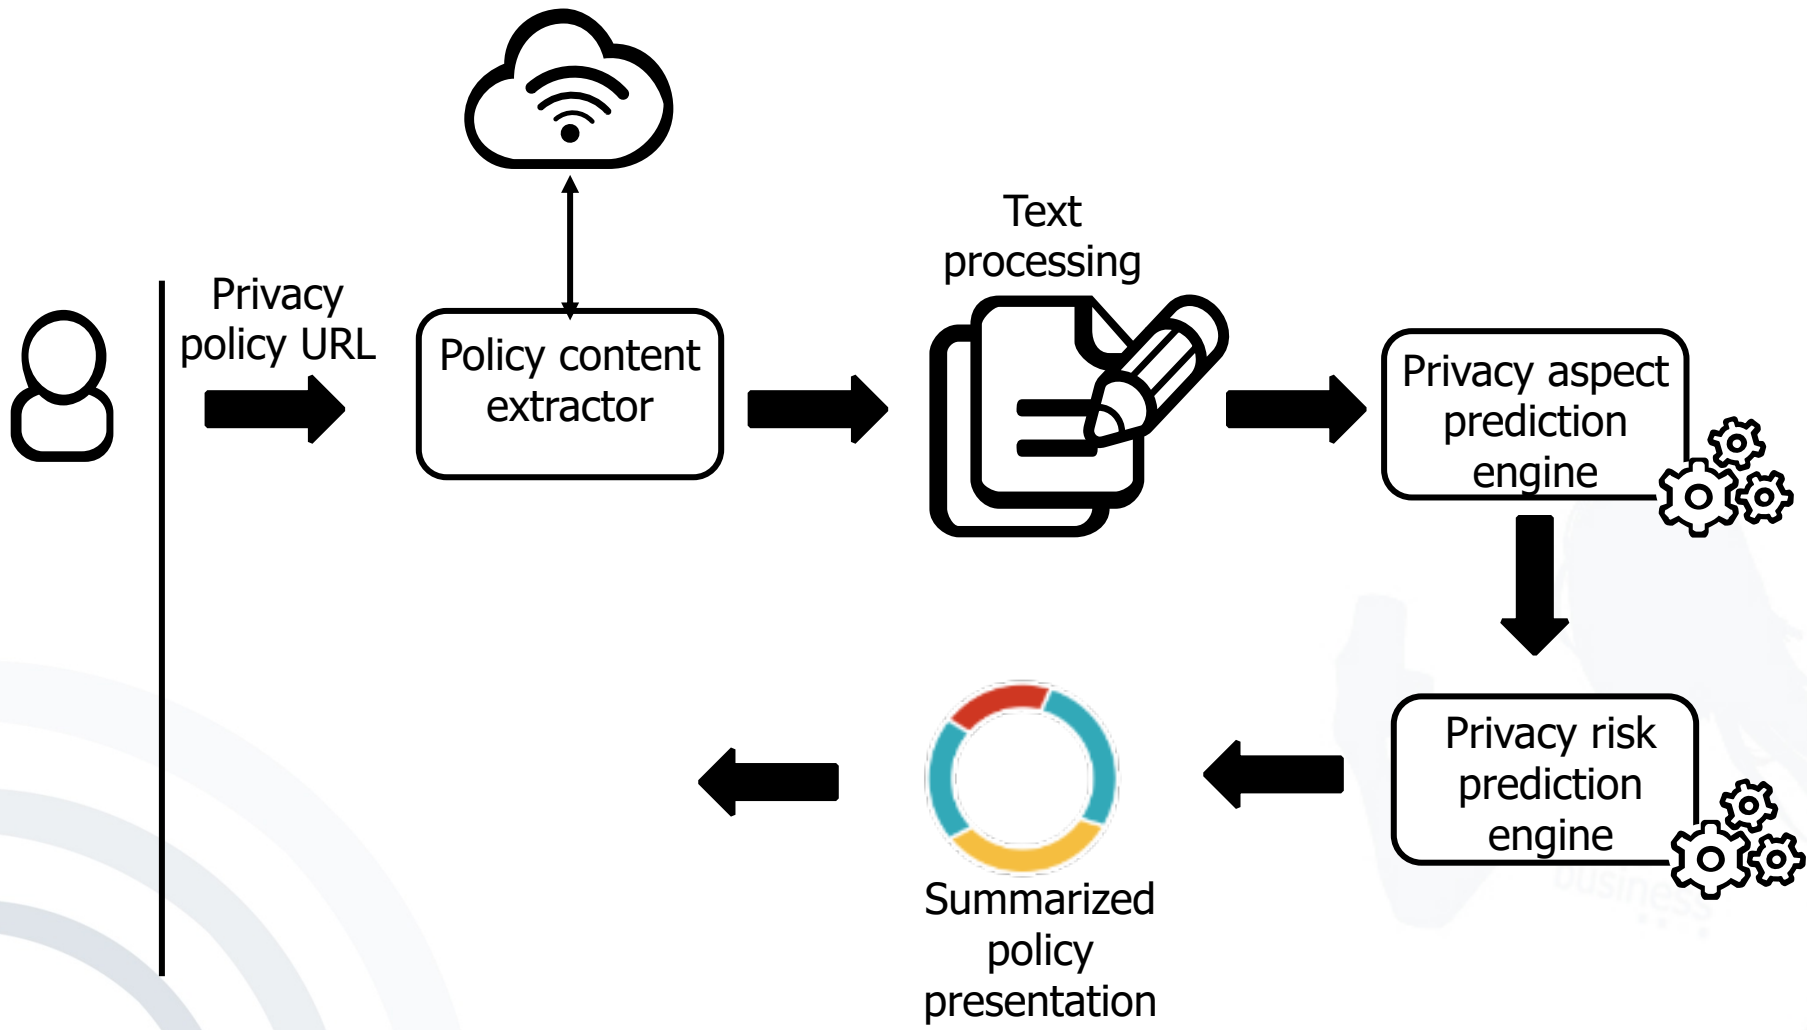 Privacy
policy URL
Policy content
extractor
Text
processing
Privacy aspect
prediction
engine
Privacy risk
prediction
engine
Summarized
policy
presentation
business